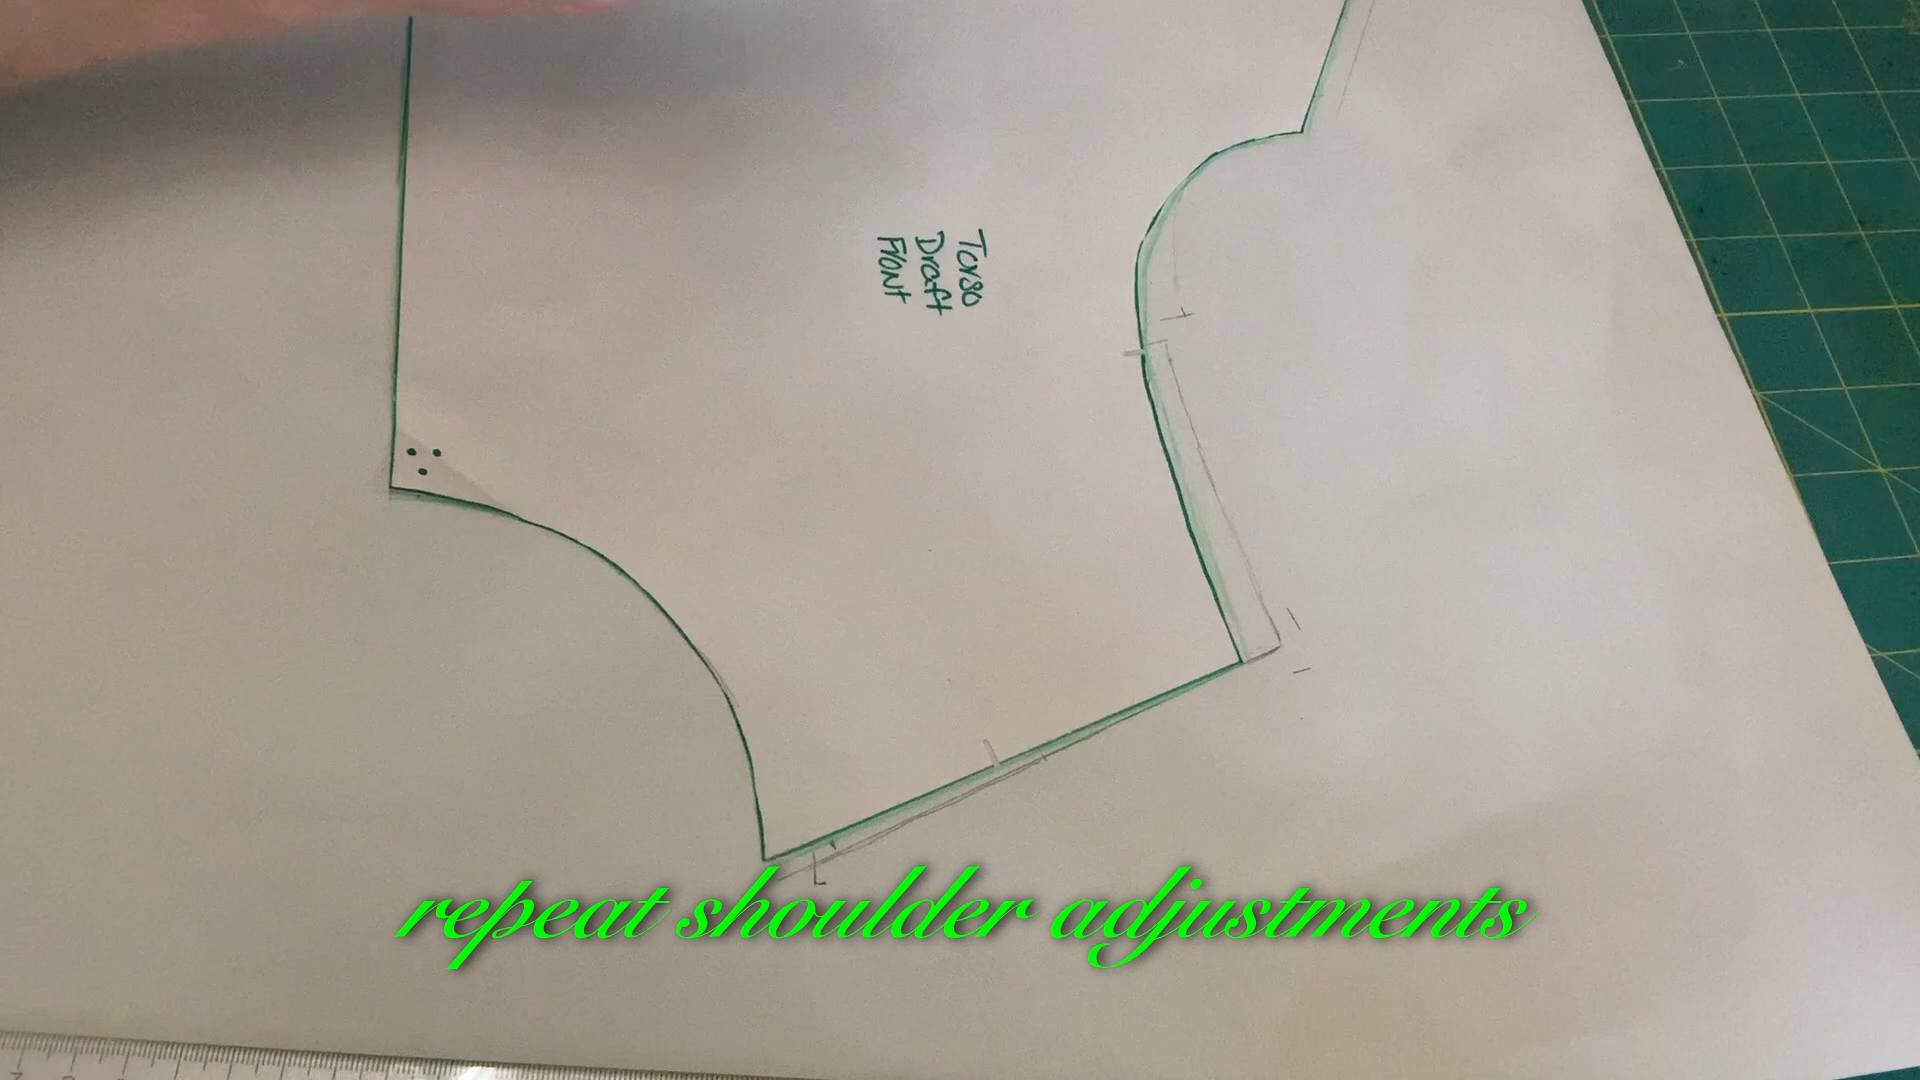 Torso
Draft
Front
repeat shoulder adjustments